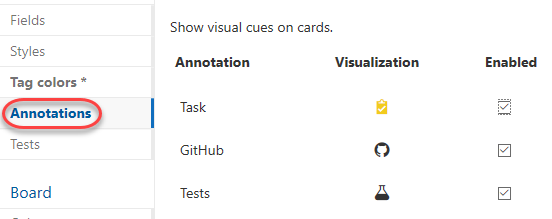 Fields
Styles
Tag colors *
Annotations
Tests
Board
Show visual cues on cards.
Annotation Visualization Enabled
Task
GitHub
Tests